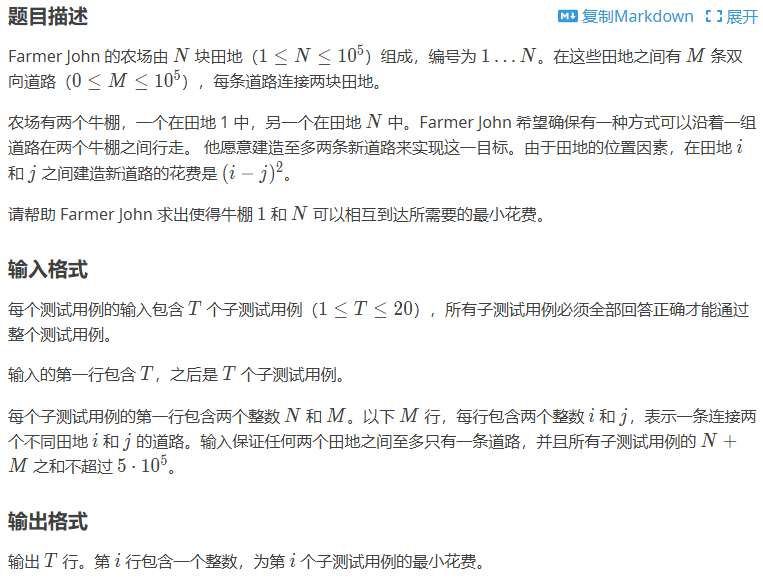 题目描述 复制Markdown 展开
Farmer John 的农场由 N 块田地（1 ≤ N ≤ 10^5）组成，编号为 1…N。在这些田地之间有 M 条双
向道路（0 ≤ M ≤ 10^5），每条道路连接两块田地。
农场有两个牛棚，一个在田地 1 中，另一个在田地 N 中。Farmer John 希望确保有一种方式可以沿着一组
道路在两个牛棚之间行走。 他愿意建造至多两条新道路来实现这一目标。由于田地的位置因素，在田地 i
和 j 之间建造新道路的花费是 (i − j)^2。
请帮助 Farmer John 求出使得牛棚 1 和 N 可以相互到达所需要的最小花费。
输入格式
每个测试用例的输入包含 T 个子测试用例（1 ≤ T ≤ 20），所有子测试用例必须全部回答正确才能通过
整个测试用例。
输入的第一行包含 T，之后是 T 个子测试用例。
每个子测试用例的第一行包含两个整数 N 和 M。以下 M 行，每行包含两个整数 i 和 j，表示一条连接两
个不同田地 i 和 j 的道路。输入保证任何两个田地之间至多只有一条道路，并且所有子测试用例的 N +
M 之和不超过 5 · 10^5。
输出格式
输出 T 行。第 i 行包含一个整数，为第 i 个子测试用例的最小花费。